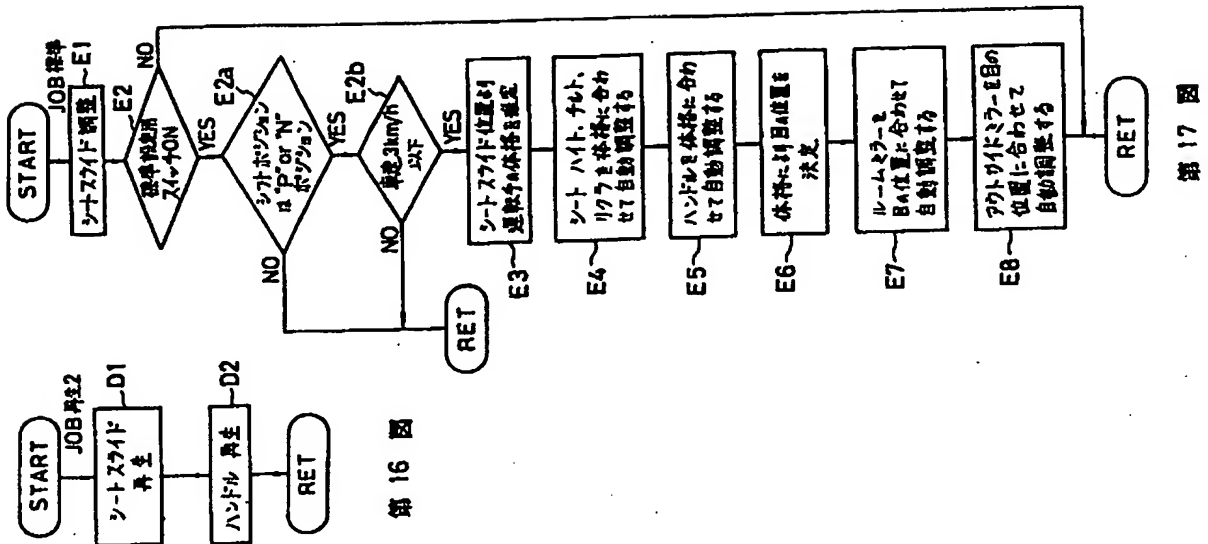 START
JOB再生2
シートスライド
再生
D1
ハンドル 再生
D2
RET
第 16 図
START
JOB標準
シートスライド調整
E1
スイッチON
E2
NO
YES
シフトポジション
は "P" or "N"
ポジション
E2a
NO
YES
車速3km/h
以下
E2b
NO
YES
RET
シートスライド位置より
運転手の体格を推定
E3
シート ハイト、チルト、
リクラを体格に合わ
せて自動調整する
E4
ハンドルを体格に合わ
せて自動調整する
E5
体格により目の位置を
決定
E6
ルームミラーを
目の位置に合わせて
自動調整する
E7
アウトサイドミラーを目の
位置に合わせて
自動調整する
E8
RET
第 17 図